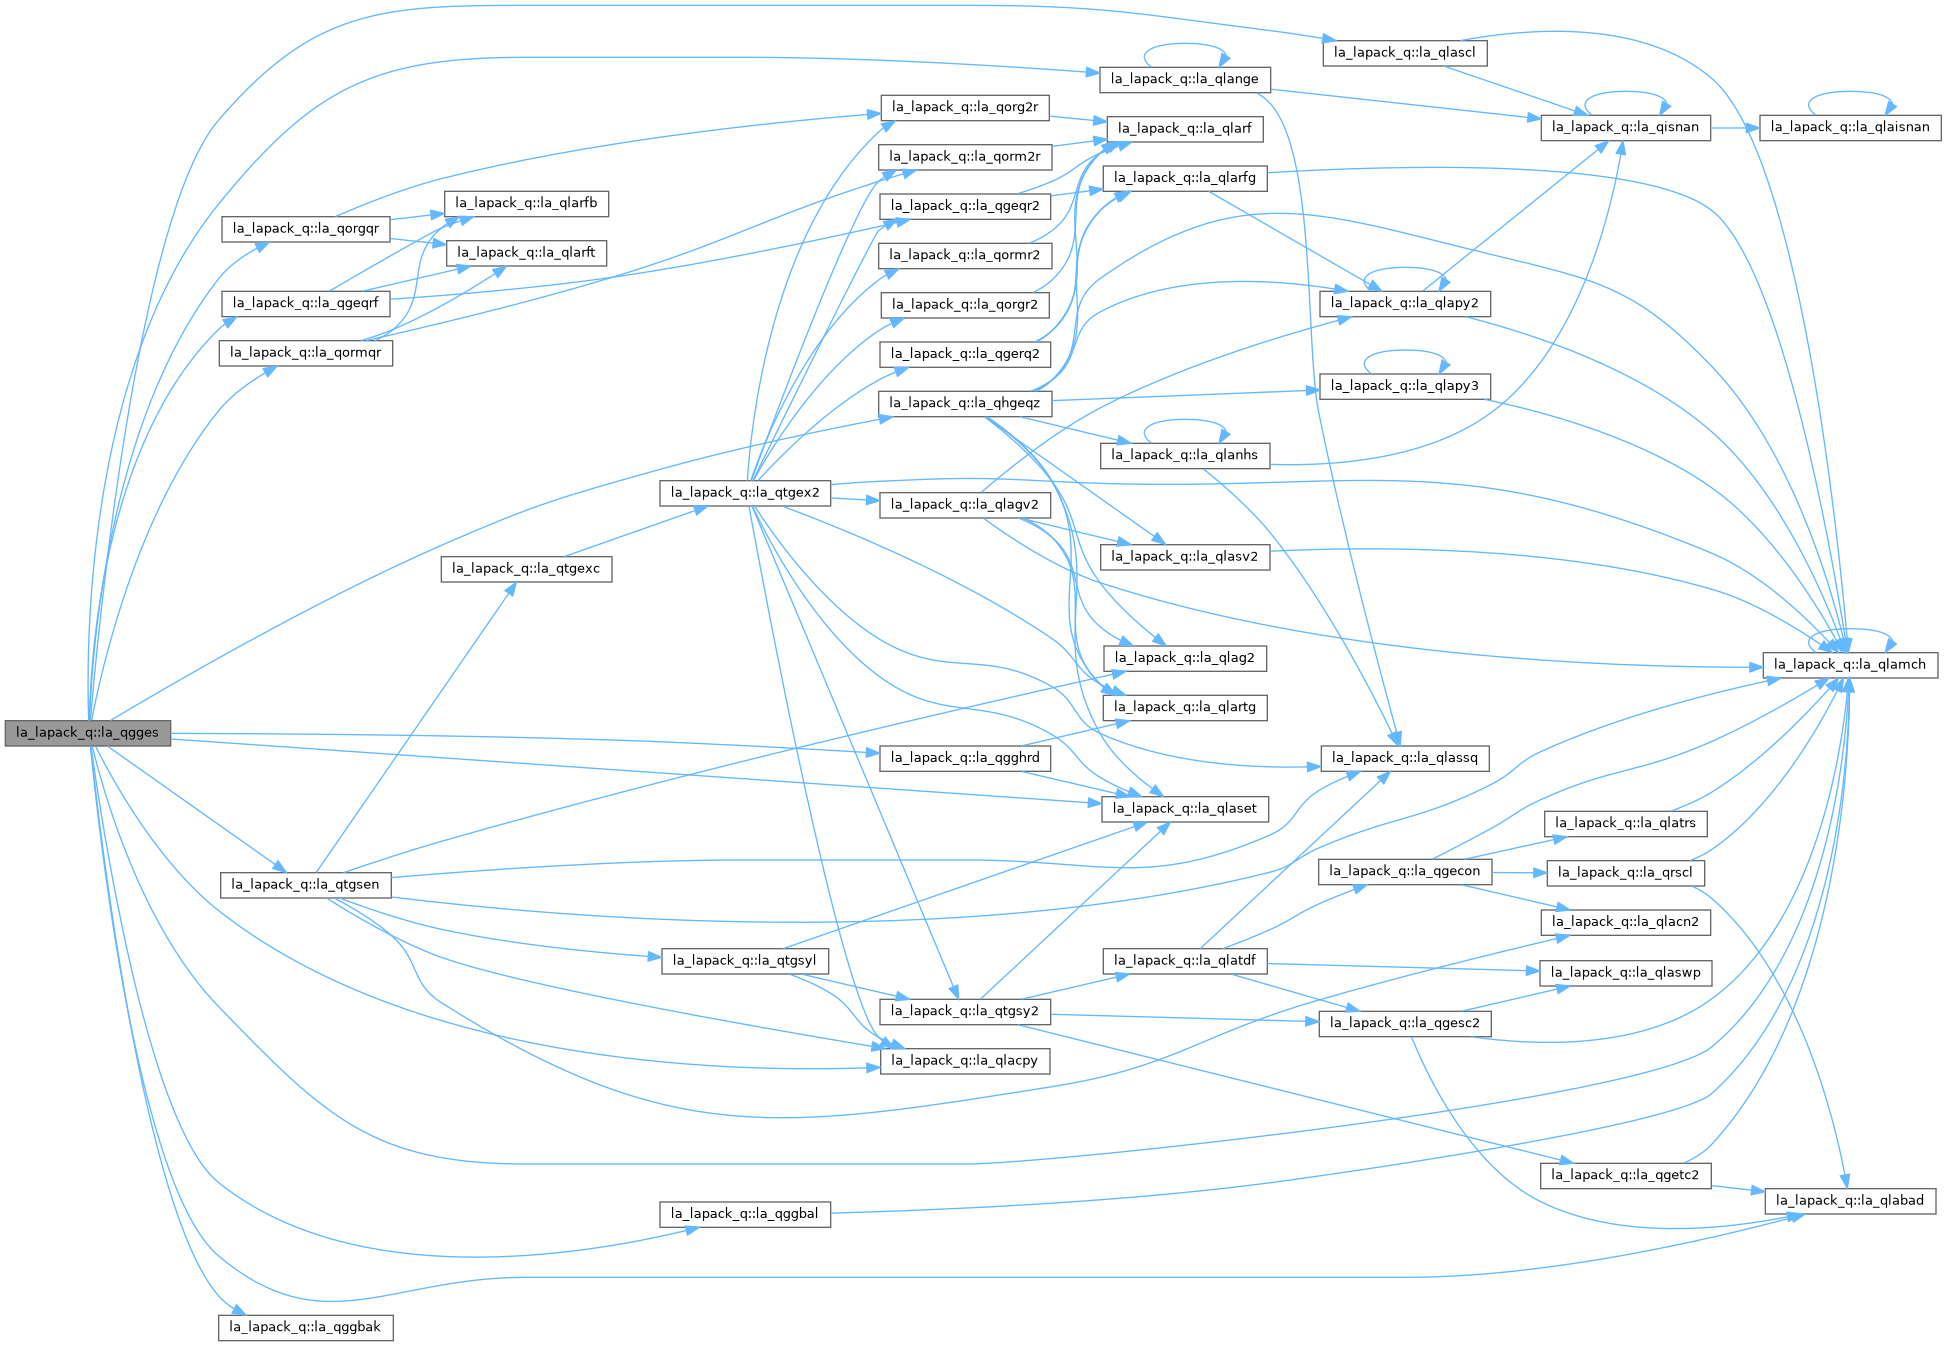 la_lapack_q::la_qgges
la_lapack_q::la_qorgqr
la_lapack_q::la_qgeqrf
la_lapack_q::la_qormqr
la_lapack_q::la_qtgsen
la_lapack_q::la_qggbak
la_lapack_q::la_qlarfb
la_lapack_q::la_qlarft
la_lapack_q::la_qtgexc
la_lapack_q::la_qtgex2
la_lapack_q::la_qtgsyl
la_lapack_q::la_qggbal
la_lapack_q::la_qorg2r
la_lapack_q::la_qorm2r
la_lapack_q::la_qgeqr2
la_lapack_q::la_qormr2
la_lapack_q::la_qorgr2
la_lapack_q::la_qgerq2
la_lapack_q::la_qhgeqz
la_lapack_q::la_qlagv2
la_lapack_q::la_qgghrd
la_lapack_q::la_qtgsy2
la_lapack_q::la_qlacpy
la_lapack_q::la_qlange
la_lapack_q::la_qlarf
la_lapack_q::la_qlarfg
la_lapack_q::la_qlanhs
la_lapack_q::la_qlasv2
la_lapack_q::la_qlag2
la_lapack_q::la_qlartg
la_lapack_q::la_qlaset
la_lapack_q::la_qlatdf
la_lapack_q::la_qlascl
la_lapack_q::la_qlapy2
la_lapack_q::la_qlapy3
la_lapack_q::la_qlassq
la_lapack_q::la_qgecon
la_lapack_q::la_qgesc2
la_lapack_q::la_qisnan
la_lapack_q::la_qlatrs
la_lapack_q::la_qrscl
la_lapack_q::la_qlacn2
la_lapack_q::la_qlaswp
la_lapack_q::la_qgetc2
la_lapack_q::la_qlaisnan
la_lapack_q::la_qlamch
la_lapack_q::la_qlabad